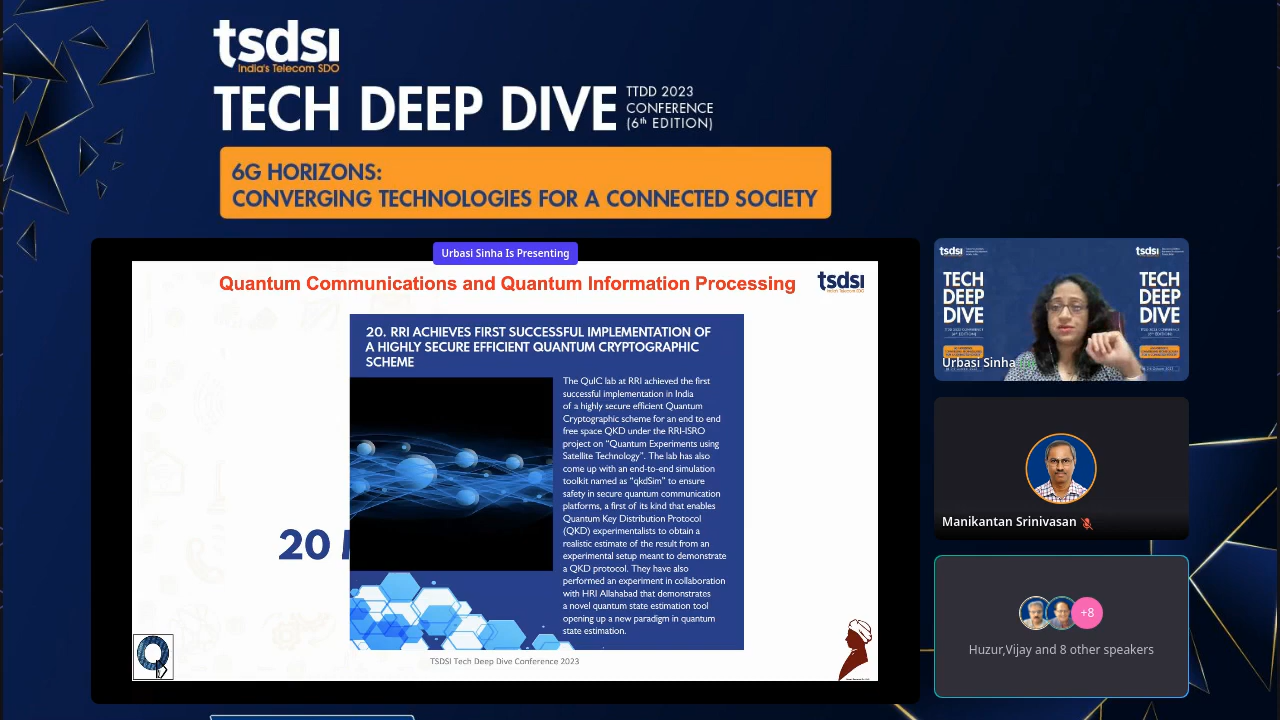 tsdsi
India's Telecom SDO
TECH DEEP DIVE
TTDD 2023
CONFERENCE
(6th EDITION)
6G HORIZONS:
CONVERGING TECHNOLOGIES FOR A CONNECTED SOCIETY
Urbasi Sinha Is Presenting
Quantum Communications and Quantum Information Processing
tsdsi
India's Telecom SDO
20. RRI ACHIEVES FIRST SUCCESSFUL IMPLEMENTATION OF
A HIGHLY SECURE EFFICIENT QUANTUM CRYPTOGRAPHIC
SCHEME
The QuIC lab at RRI achieved the first
successful implementation in India
of a highly secure efficient Quantum
Cryptographic scheme for an end to end
free space QKD under the RRI-ISRO
project on "Quantum Experiments using
Satellite Technology". The lab has also
come up with an end-to-end simulation
toolkit named as "qkdSim" to ensure
safety in secure quantum communication
platforms, a first of its kind that enables
Quantum Key Distribution Protocol
(QKD) experimentalists to obtain a
realistic estimate of the result from an
experimental setup meant to demonstrate
a QKD protocol. They have also
performed an experiment in collaboration
with HRI Allahabad that demonstrates
a novel quantum state estimation tool
opening up a new paradigm in quantum
state estimation.
20
TSDSI Tech Deep Dive Conference 2023
tsdsi
TECH
DEEP
DIVE
tsdsi
TECH
DEEP
DIVE
Urbasi Sinha
Manikantan Srinivasan
+8
Huzur,Vijay and 8 other speakers